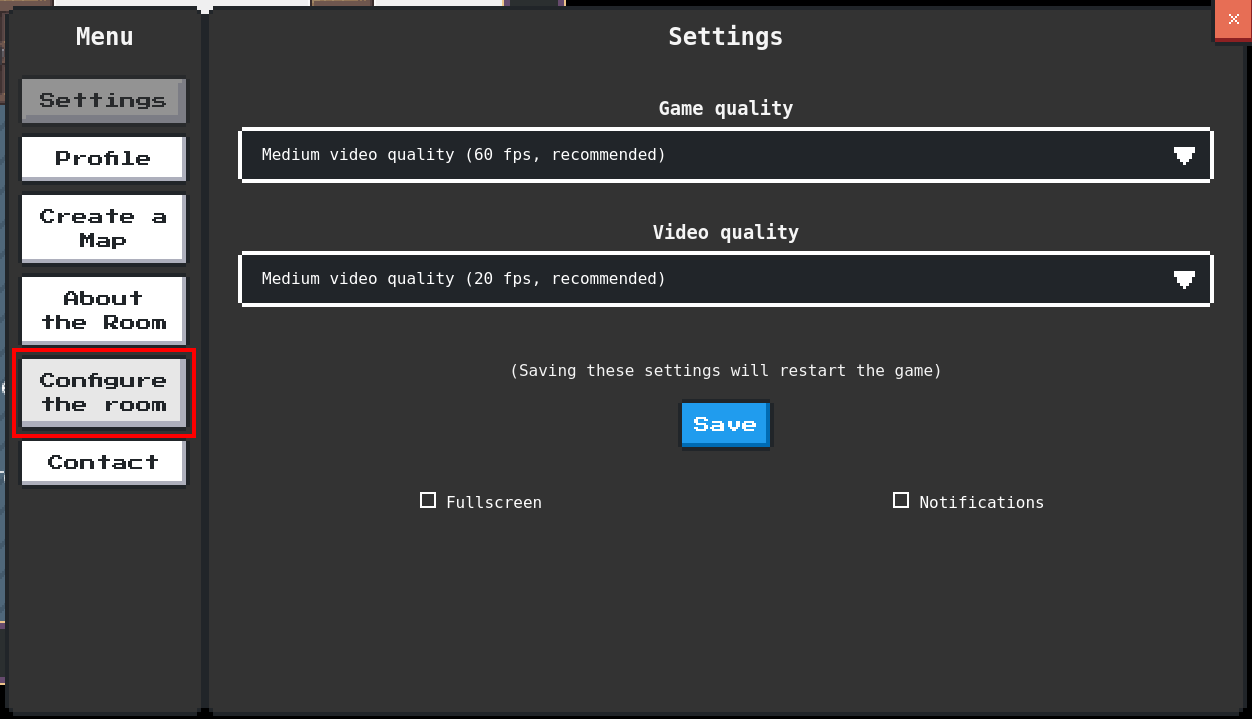 Menu
Settings
Profile
Create a
Map
About
the Room
Configure
the room
Contact
Settings
Game quality
Medium video quality (60 fps, recommended)
Video quality
Medium video quality (20 fps, recommended)
(Saving these settings will restart the game)
Save
Fullscreen
Notifications